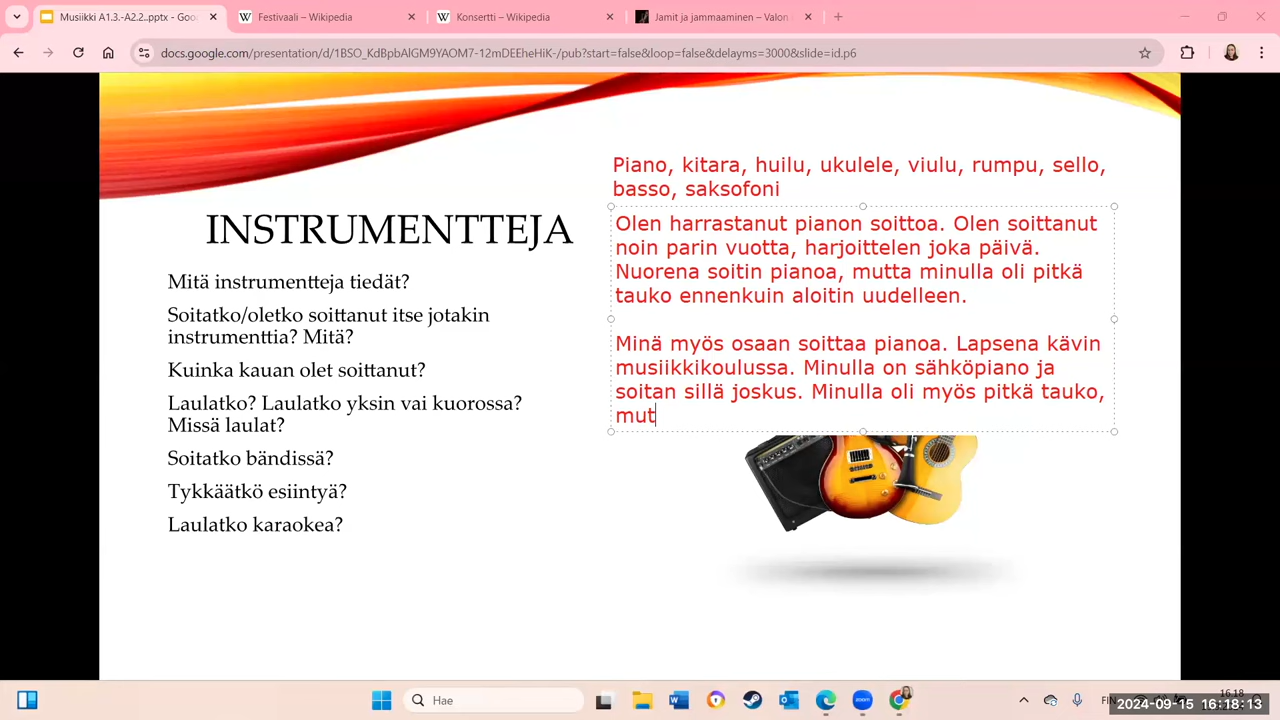 Musiikki A1.3.-A2.2..pptx - Goo
Festivaali – Wikipedia
Konsertti – Wikipedia
Jamit ja jammaaminen – Valon
docs.google.com/presentation/d/1BSO_KdBpbAlGM9YAOM7-12mDEEheHiK-/pub?start=false&loop=false&delayms=3000&slide=id.p6
INSTRUMENTTEJA
Mitä instrumentteja tiedät?
Soitatko/oletko soittanut itse jotakin
instrumenttia? Mitä?
Kuinka kauan olet soittanut?
Laulatko? Laulatko yksin vai kuorossa?
Missä laulat?
Soitatko bändissä?
Tykkäätkö esiintyä?
Laulatko karaokea?
Piano, kitara, huilu, ukulele, viulu, rumpu, sello,
basso, saksofoni
Olen harrastanut pianon soittoa. Olen soittanut
noin parin vuotta, harjoittelen joka päivä.
Nuorena soitin pianoa, mutta minulla oli pitkä
tauko ennenkuin aloitin uudelleen.
Minä myös osaan soittaa pianoa. Lapsena kävin
musiikkikoulussa. Minulla on sähköpiano ja
soitan sillä joskus. Minulla oli myös pitkä tauko,
mut
Hae
zoom
FIN
16.18
2024-09-15 16:18:13